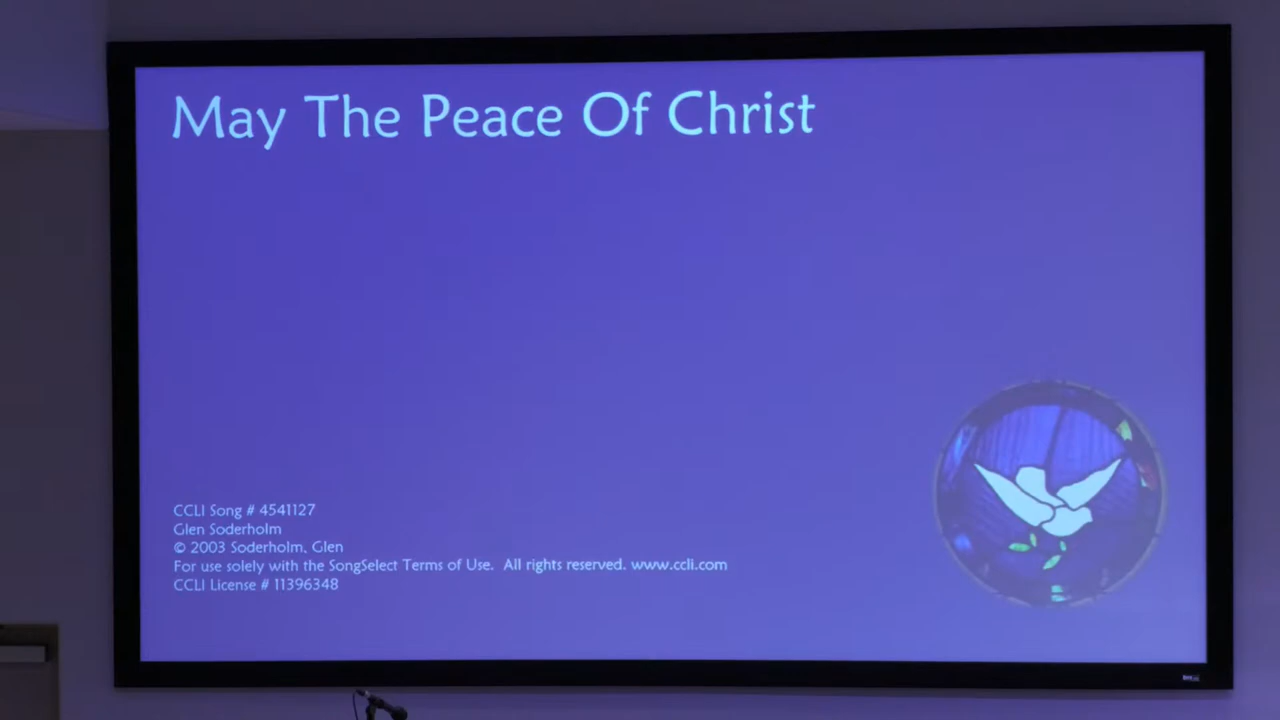 May The Peace Of Christ
CCLI Song # 4541127
Glen Soderholm
© 2003 Soderholm, Glen
For use solely with the SongSelect Terms of Use. All rights reserved. www.ccli.com
CCLI License # 11396348